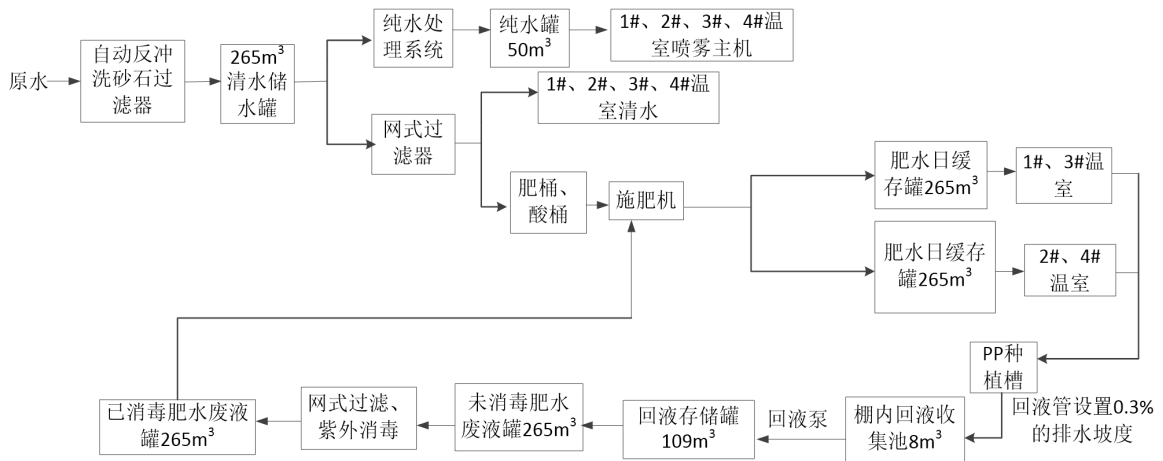 原水
自动反冲
洗砂石过
滤器
265m³
清水储
水罐
纯水处
理系统
纯水罐
50m³
1#、2#、3#、4#温
室喷雾主机
网式过
滤器
1#、2#、3#、4#温
室清水
肥桶、
酸桶
施肥机
肥水日缓
存罐265m³
1#、3#温
室
肥水日缓存
罐265m³
2#、4#
温室
PP种
植槽
回液管设置0.3%
的排水坡度
棚内回液收
集池8m³
回液泵
回液存储罐
109m³
未消毒肥水
废液罐265m³
网式过滤、
紫外消毒
已消毒肥水废液
罐265m³